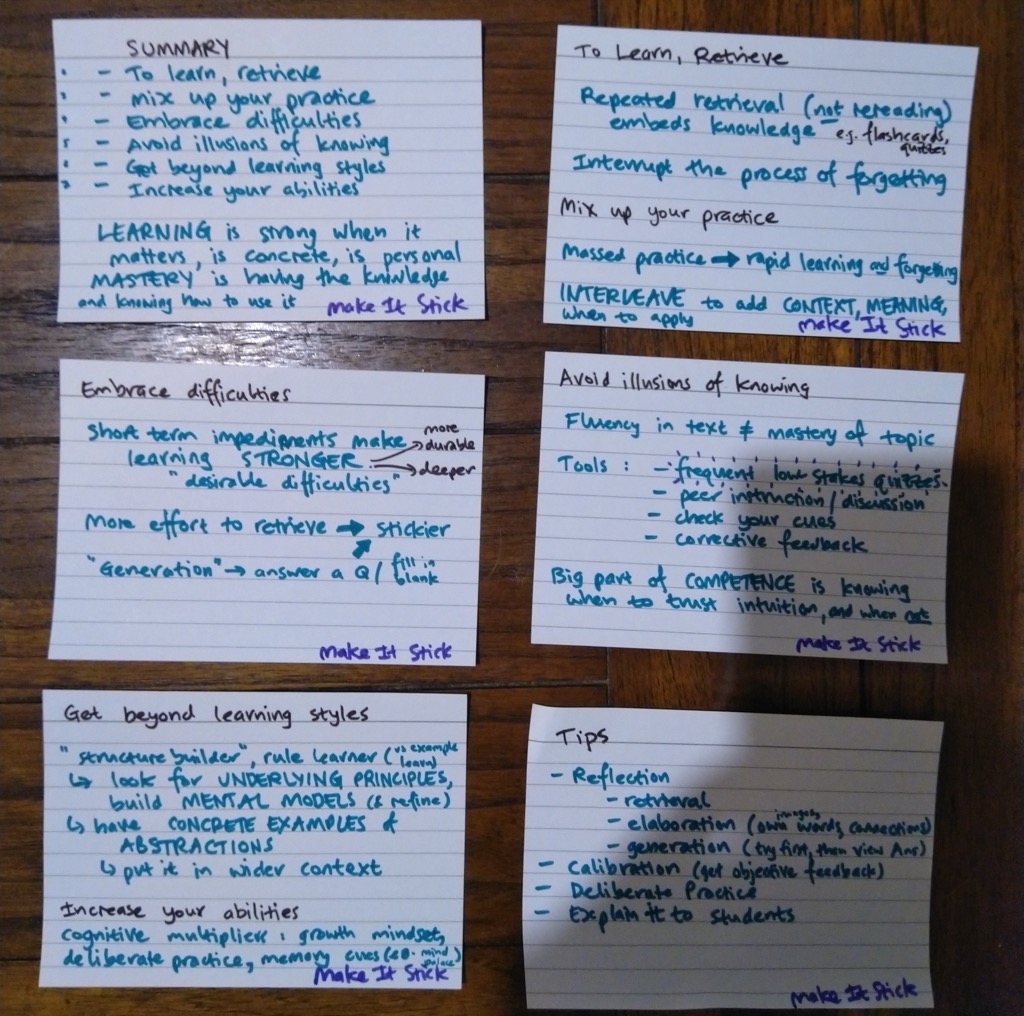 SUMMARY
- To learn, retrieve
- Mix up your practice
- Embrace difficulties
- Avoid illusions of knowing
- Get beyond learning styles
- Increase your abilities
LEARNING is strong when it
matters, is concrete, is personal
MASTERY is having the knowledge
and knowing how to use it
Make It Stick
To Learn, Retrieve
Repeated retrieval (not rereading)
embeds knowledge e.g. flashcards,
quizzes
Interrupt the process of forgetting
Mix up your practice
Massed practice → rapid learning and forgetting
INTERLEAVE to add CONTEXT, MEANING,
when to apply
Make It Stick
Embrace difficulties
Short term impediments make
learning STRONGER → more durable
→ deeper
"desirable difficulties"
More effort to retrieve → stickier
"Generation" → answer a Q / fill in
blank
Make It Stick
Avoid illusions of knowing
Fluency in text ≠ mastery of topic
Tools : - frequent low stakes quizzes
- peer instruction / discussion
- check your cues
- corrective feedback
Big part of COMPETENCE is knowing
when to trust intuition, and when not
Make It Stick
Get beyond learning styles
"structure builder", rule learner (vs example
learn)
↳ look for UNDERLYING PRINCIPLES,
build MENTAL MODELS (& refine)
↳ have CONCRETE EXAMPLES &
ABSTRACTIONS
↳ put it in wider context
Increase your abilities
cognitive multipliers : growth mindset,
deliberate practice, memory cues (eg. mind
palace)
Make It Stick
Tips
- Reflection
- retrieval
- elaboration (own words, images, connections)
- generation (try first, then view Ans)
- Calibration (get objective feedback)
- Deliberate Practice
- Explain it to students
Make It Stick